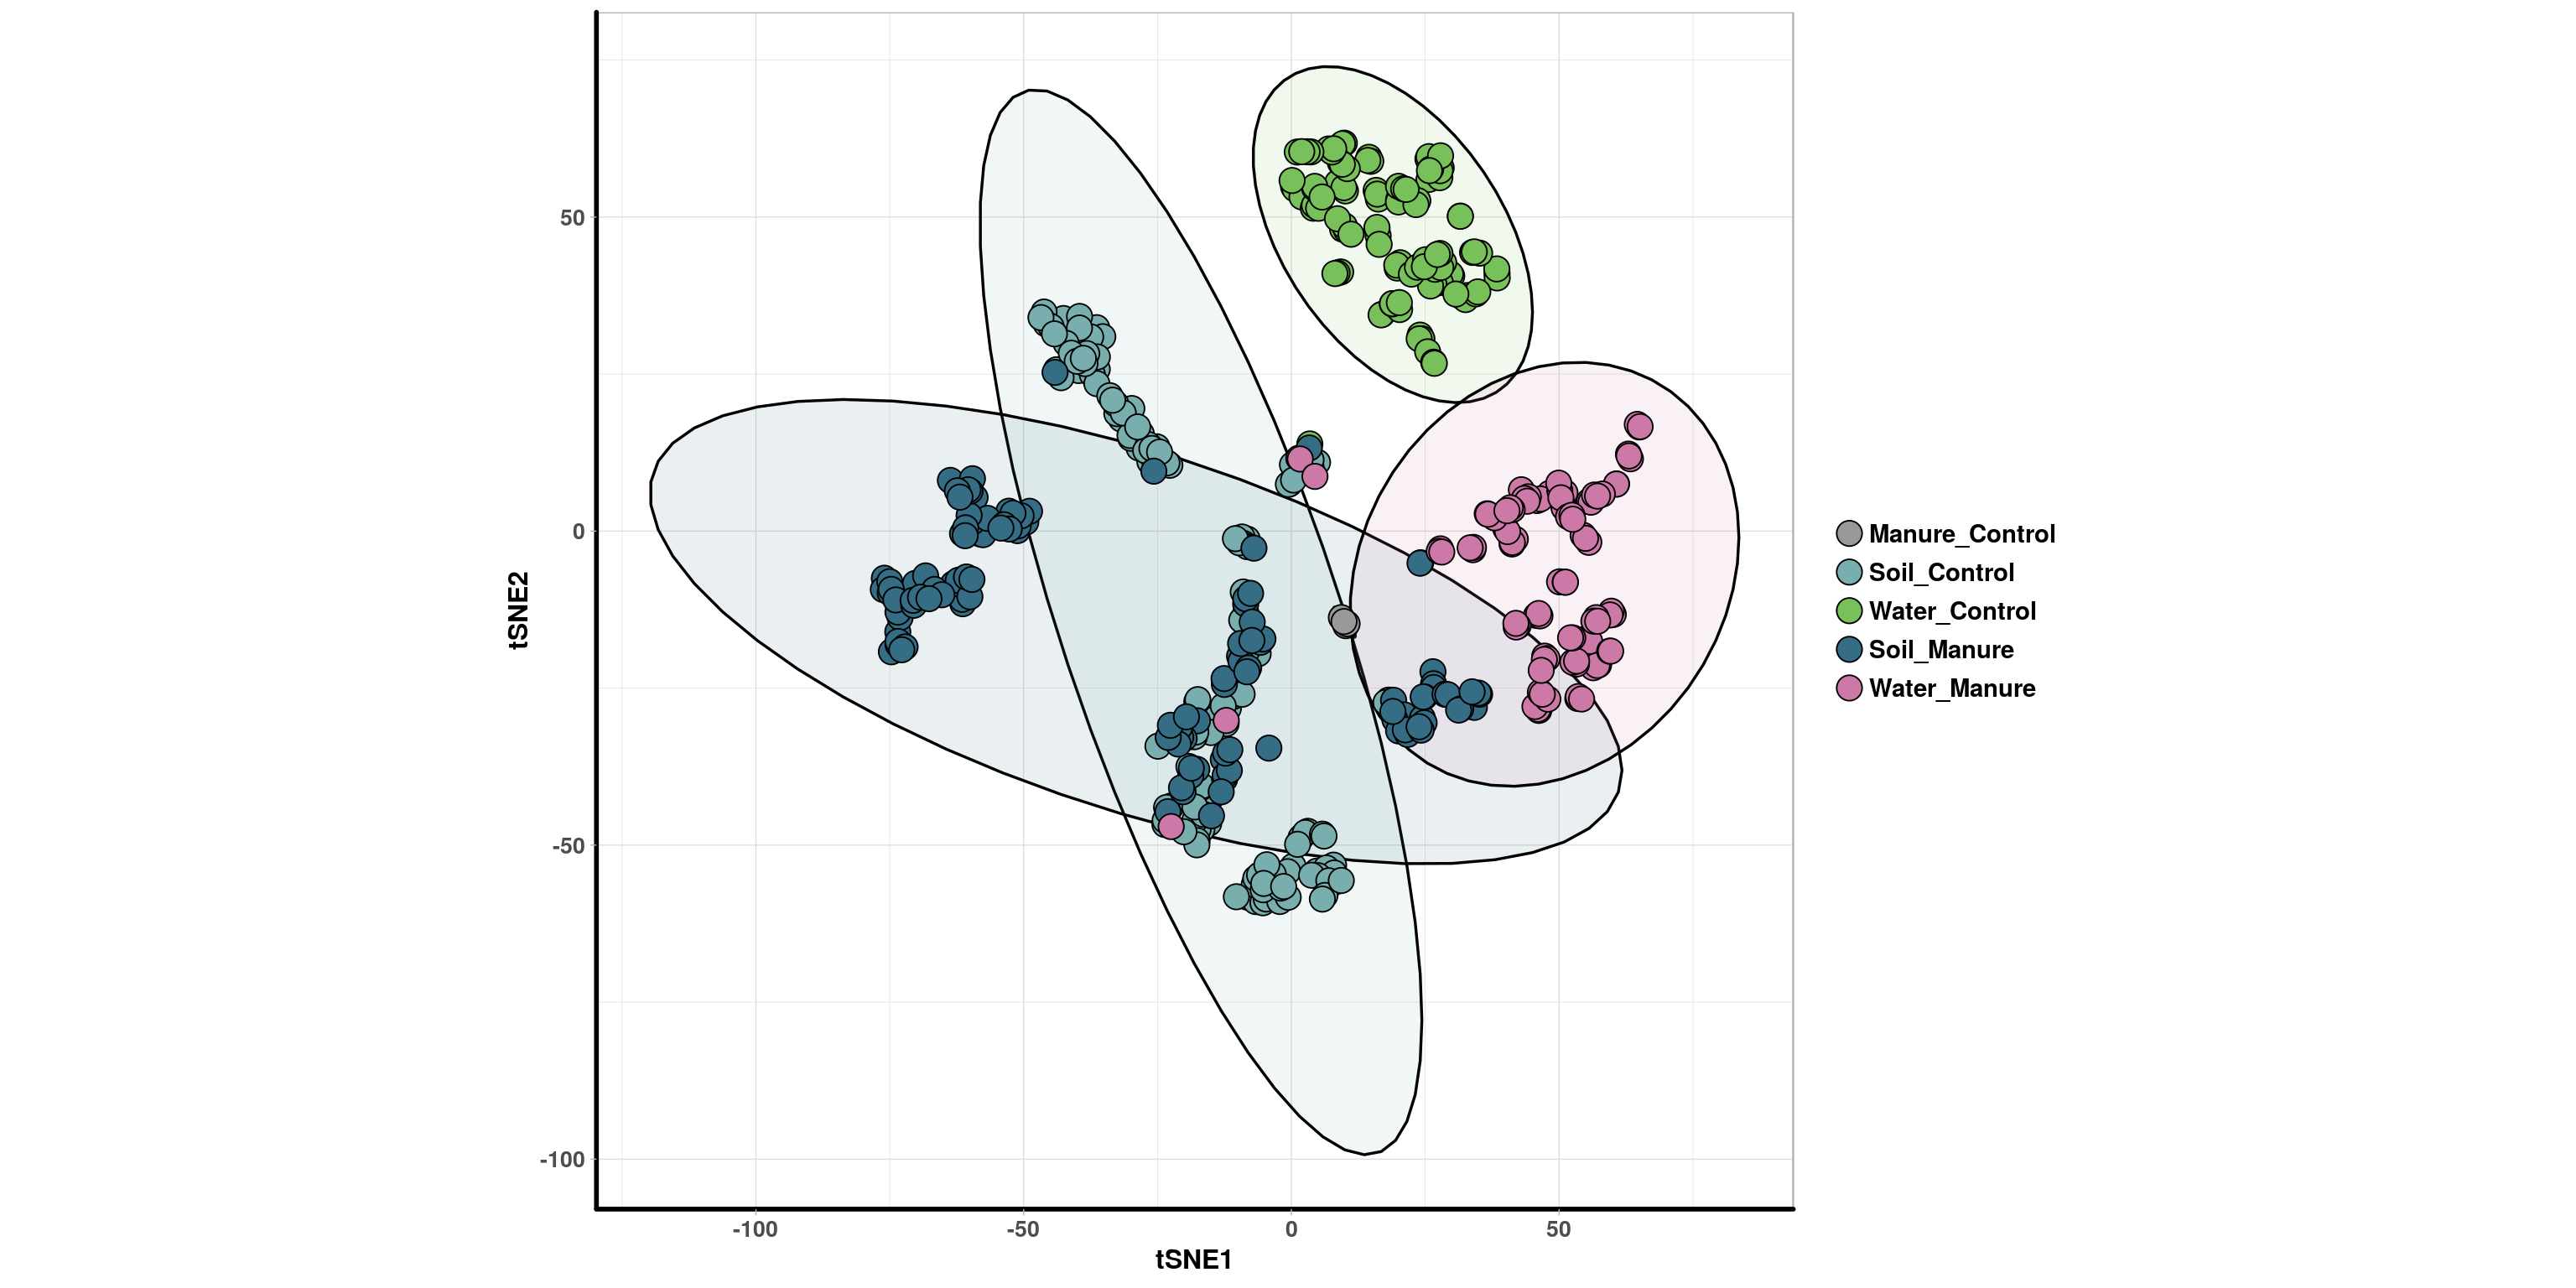 50
0
-50
-100
tSNE2
-100
-50
0
50
tSNE1
Manure_Control
Soil_Control
Water_Control
Soil_Manure
Water_Manure